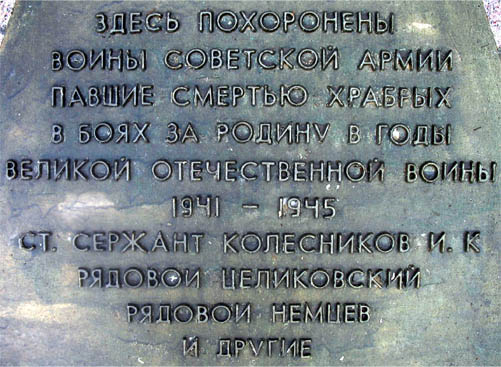 ЗДЕСЬ ПОХОРОНЕНЫ
ВОИНЫ СОВЕТСКОЙ АРМИИ
ПАВШИЕ СМЕРТЬЮ ХРАБРЫХ
В БОЯХ ЗА РОДИНУ В ГОДЫ
ВЕЛИКОЙ ОТЕЧЕСТВЕННОЙ ВОЙНЫ
1941 – 1945
СТ. СЕРЖАНТ КОЛЕСНИКОВ И. К
РЯДОВОЙ ЦЕЛИКОВСКИЙ
РЯДОВОЙ НЕМЦЕВ
И ДРУГИЕ